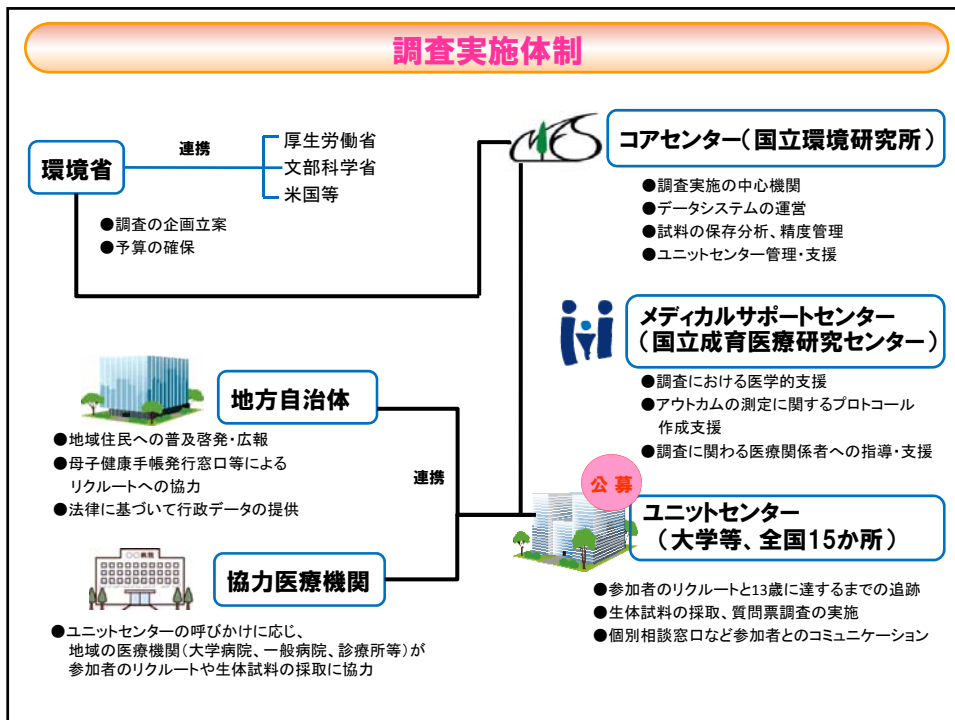 調査実施体制
環境省
連携
厚生労働省
文部科学省
米国等
●調査の企画立案
●予算の確保
コアセンター(国立環境研究所)
●調査実施の中心機関
●データシステムの運営
●試料の保存分析、精度管理
●ユニットセンター管理・支援
メディカルサポートセンター
(国立成育医療研究センター)
●調査における医学的支援
●アウトカムの測定に関するプロトコール
作成支援
●調査に関わる医療関係者への指導・支援
地方自治体
●地域住民への普及啓発・広報
●母子健康手帳発行窓口等による
リクルートへの協力
●法律に基づいて行政データの提供
連携
公募
ユニットセンター
(大学等、全国15か所)
●参加者のリクルートと13歳に達するまでの追跡
●生体試料の採取、質問票調査の実施
●個別相談窓口など参加者とのコミュニケーション
○○病院
協力医療機関
●ユニットセンターの呼びかけに応じ、
地域の医療機関(大学病院、一般病院、診療所等)が
参加者のリクルートや生体試料の採取に協力